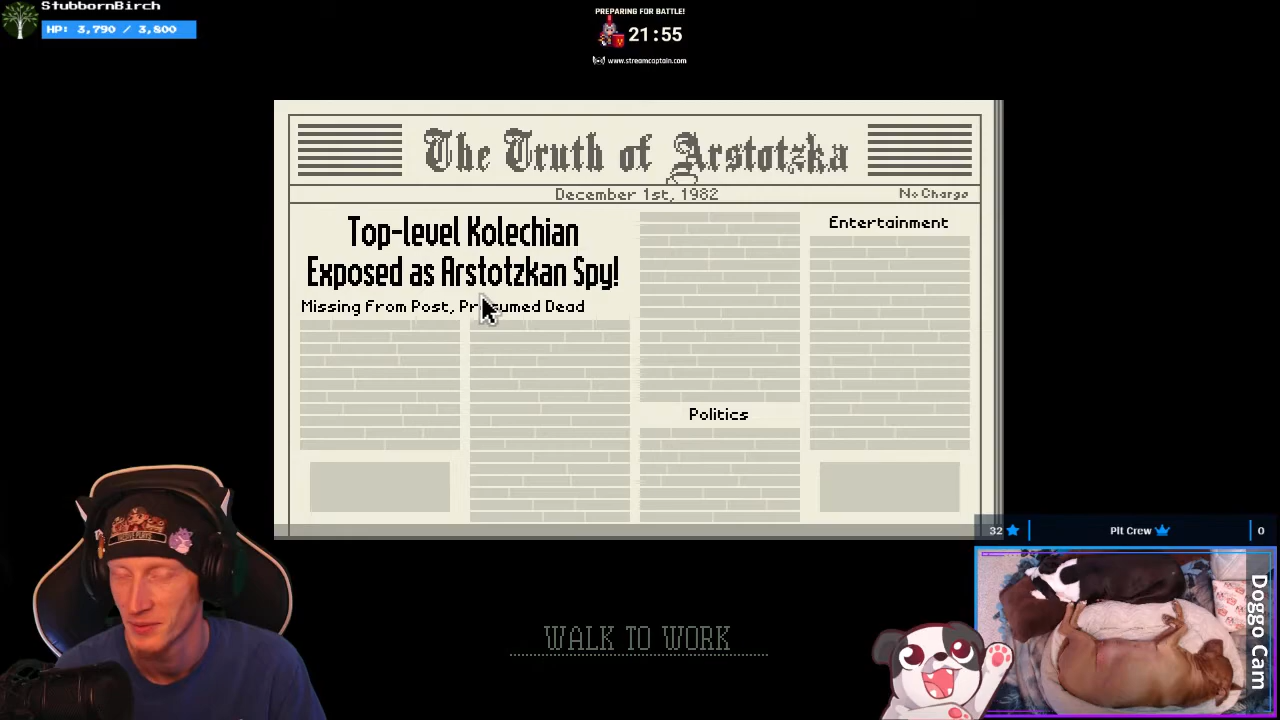 StubbornBirch
HP: 3,790 / 3,800
PREPARING FOR BATTLE!
21:55
www.streamcaptain.com
The Truth of Arstotzka
December 1st, 1982
No Charge
Top-level Kolechian
Exposed as Arstotzkan Spy!
Missing From Post, Presumed Dead
Entertainment
Politics
WALK TO WORK
32
Pit Crew
0
Doggo Cam